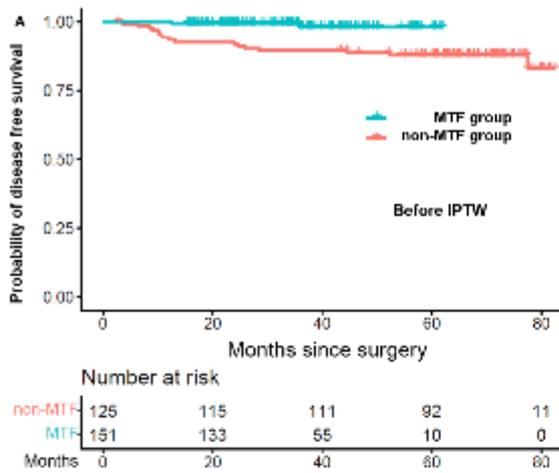 A
Probability of disease free survival
1.00
0.75
0.50
0.25
0.00
MTF group
non-MTF group
Before IPTW
0 20 40 60 80
Months since surgery
Number at risk
non-MTF 125 115 111 92 11
MTF 151 133 55 10 0
Months 0 20 40 60 80